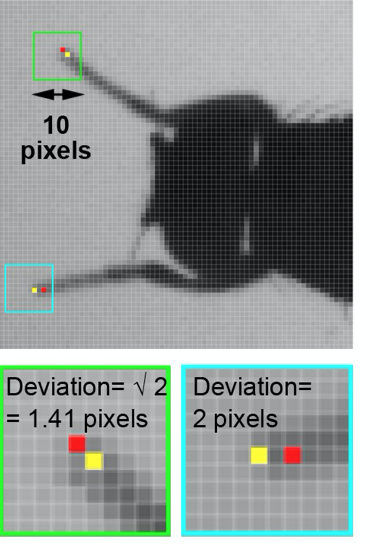 10
pixels
Deviation= √ 2
= 1.41 pixels
Deviation=
2 pixels